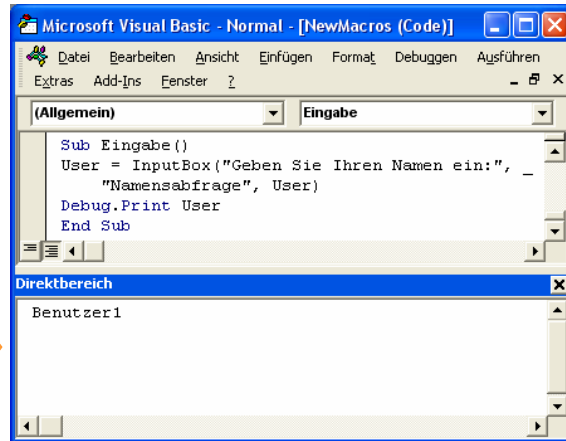 Microsoft Visual Basic - Normal - [NewMacros (Code)]
Datei Bearbeiten Ansicht Einfügen Format Debuggen Ausführen
Extras Add-Ins Fenster ?
(Allgemein) Eingabe
Sub Eingabe()
User = InputBox("Geben Sie Ihren Namen ein:", _
"Namensabfrage", User)
Debug.Print User
End Sub
Direktbereich
Benutzer1